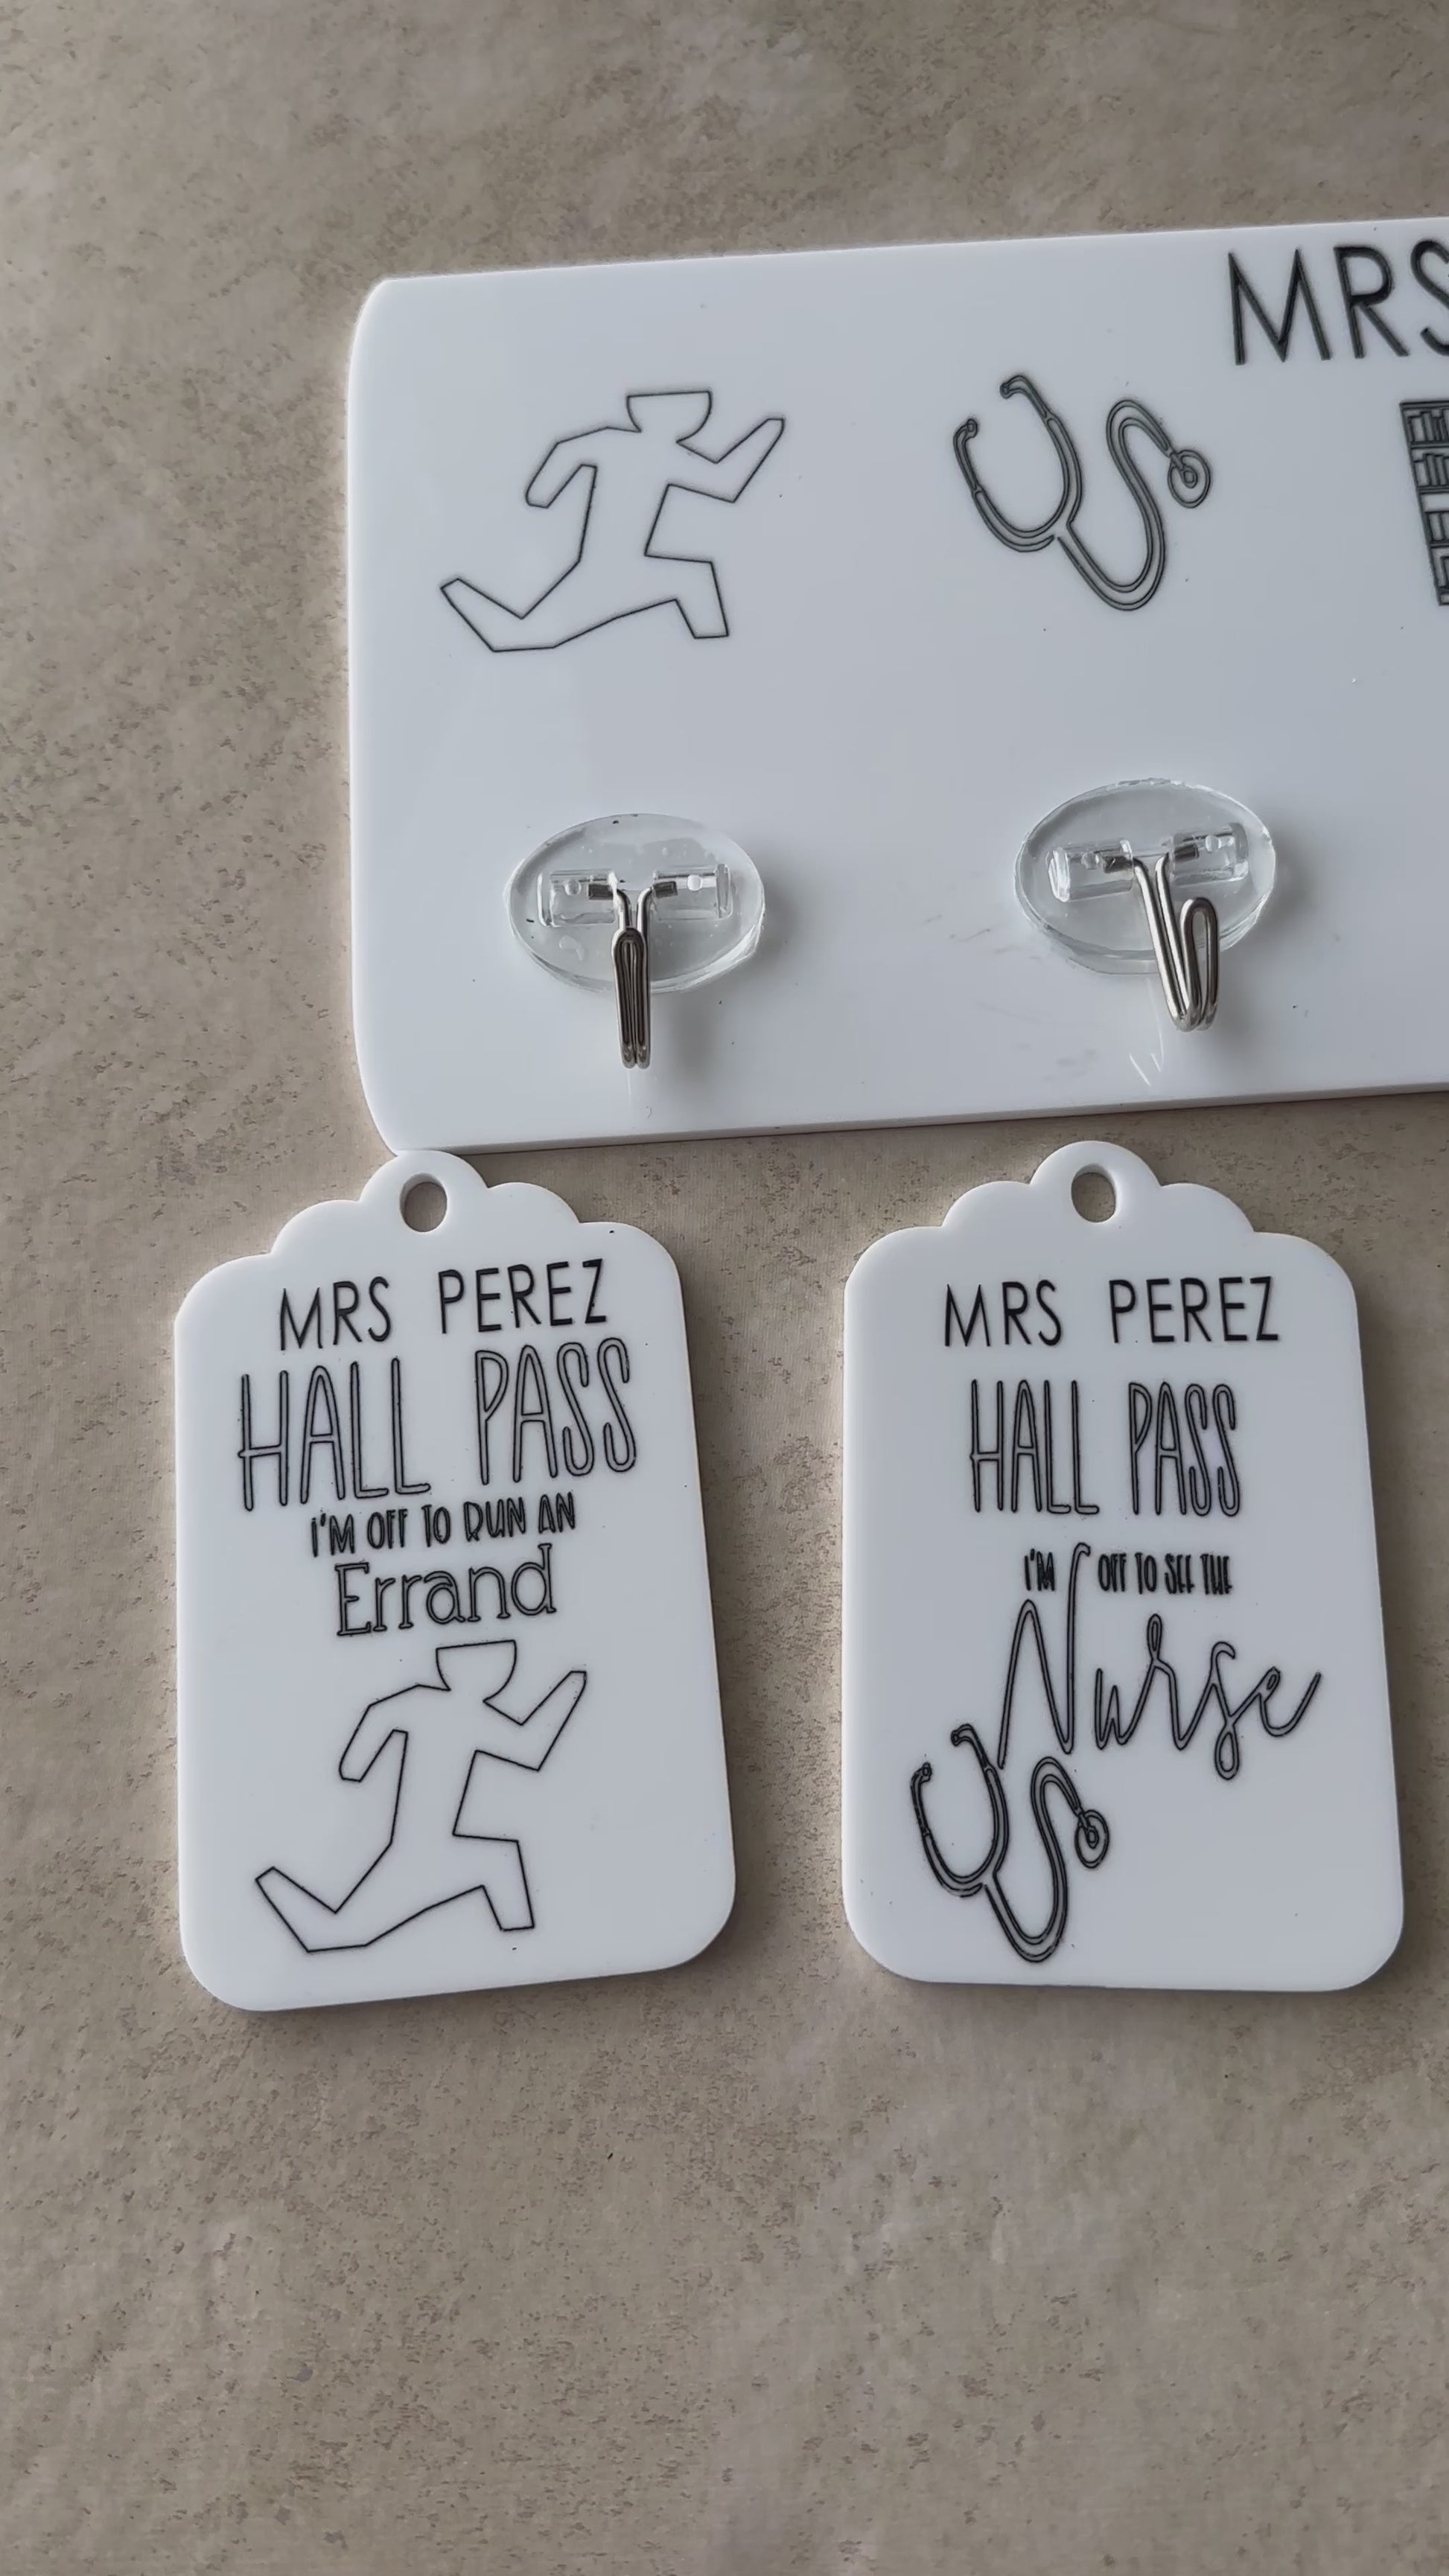 MRS
MRS PEREZ
HALL PASS
I'M OFF TO RUN AN
Errand
MRS PEREZ
HALL PASS
I'M OFF TO SEE THE
Nurse